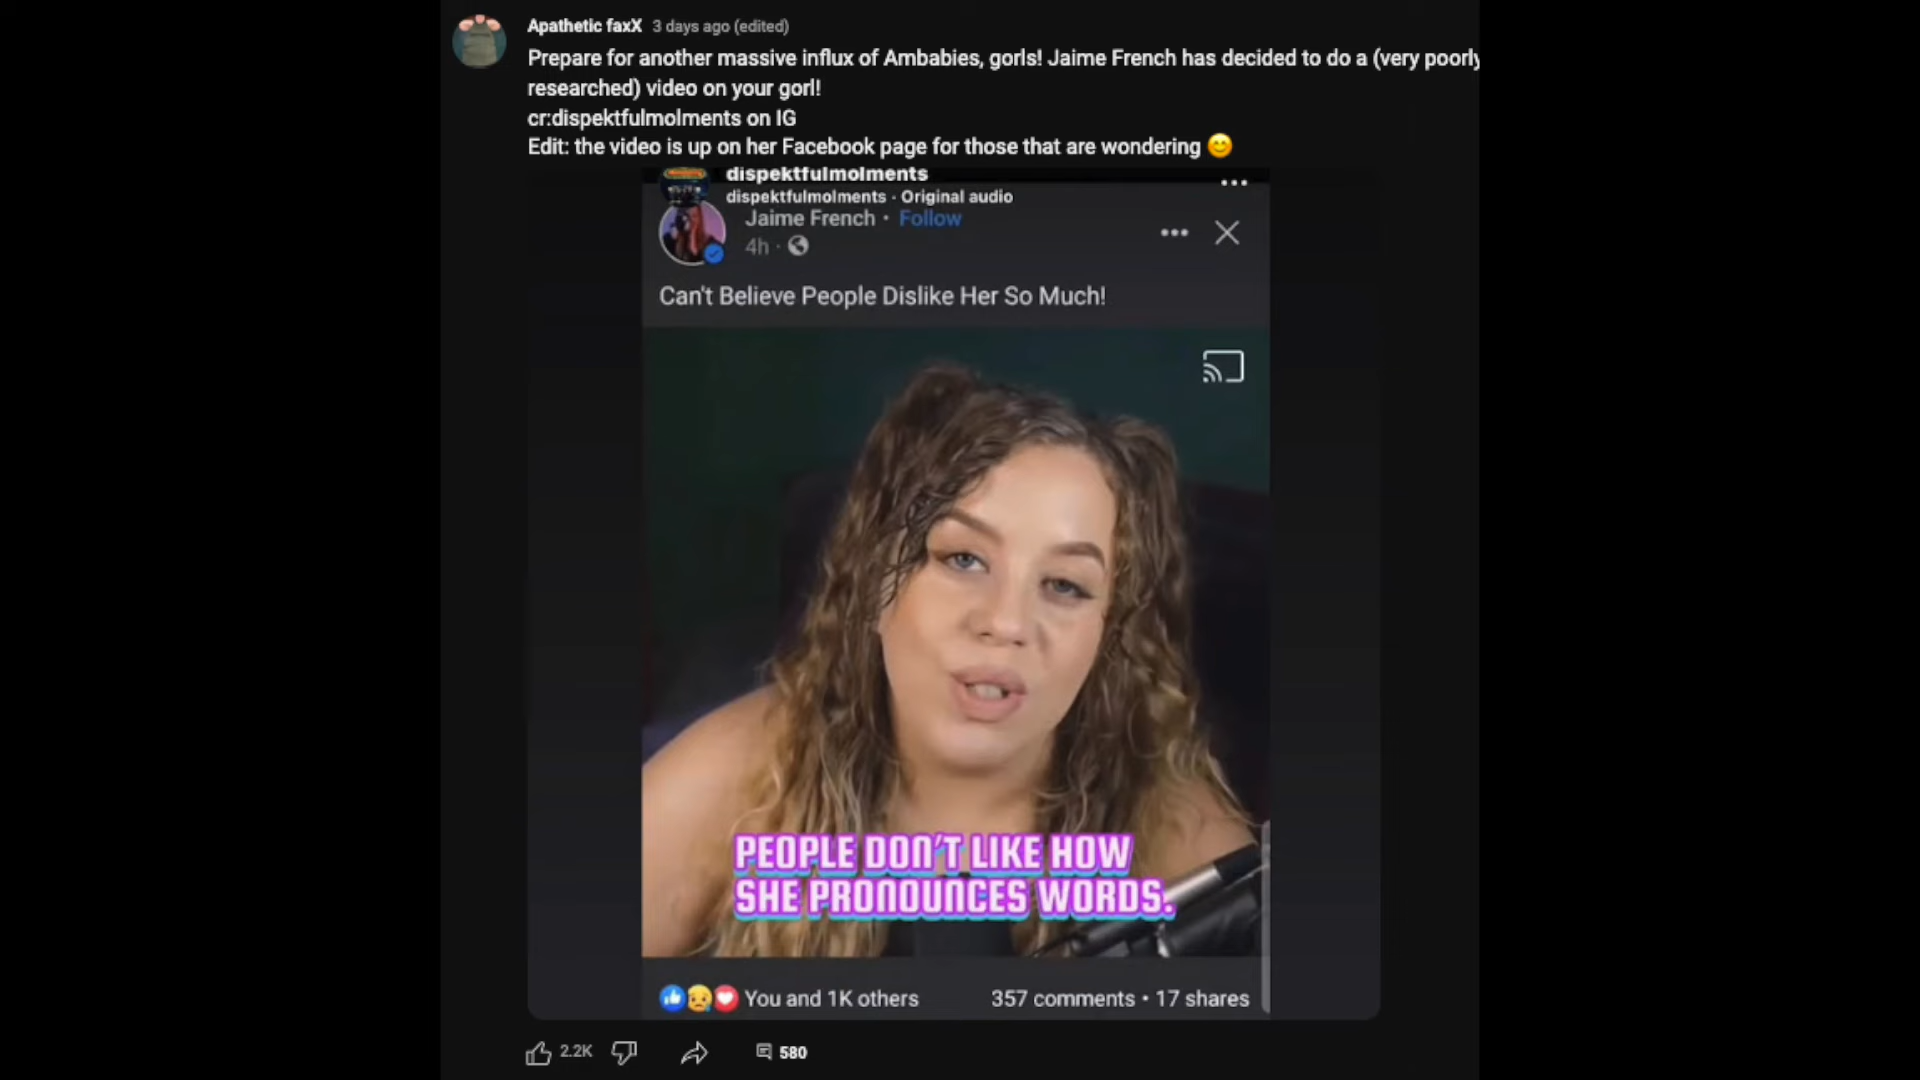 Apathetic faxX 3 days ago (edited)
Prepare for another massive influx of Ambabies, gorls! Jaime French has decided to do a (very poorly
researched) video on your gorl!
cr:dispektfulmolments on IG
Edit: the video is up on her Facebook page for those that are wondering 😊
dispektfulmolments
dispektfulmolments · Original audio
Jaime French · Follow
4h ·
Can't Believe People Dislike Her So Much!
PEOPLE DON'T LIKE HOW
SHE PRONOUNCES WORDS.
You and 1K others 357 comments • 17 shares
2.2K 580